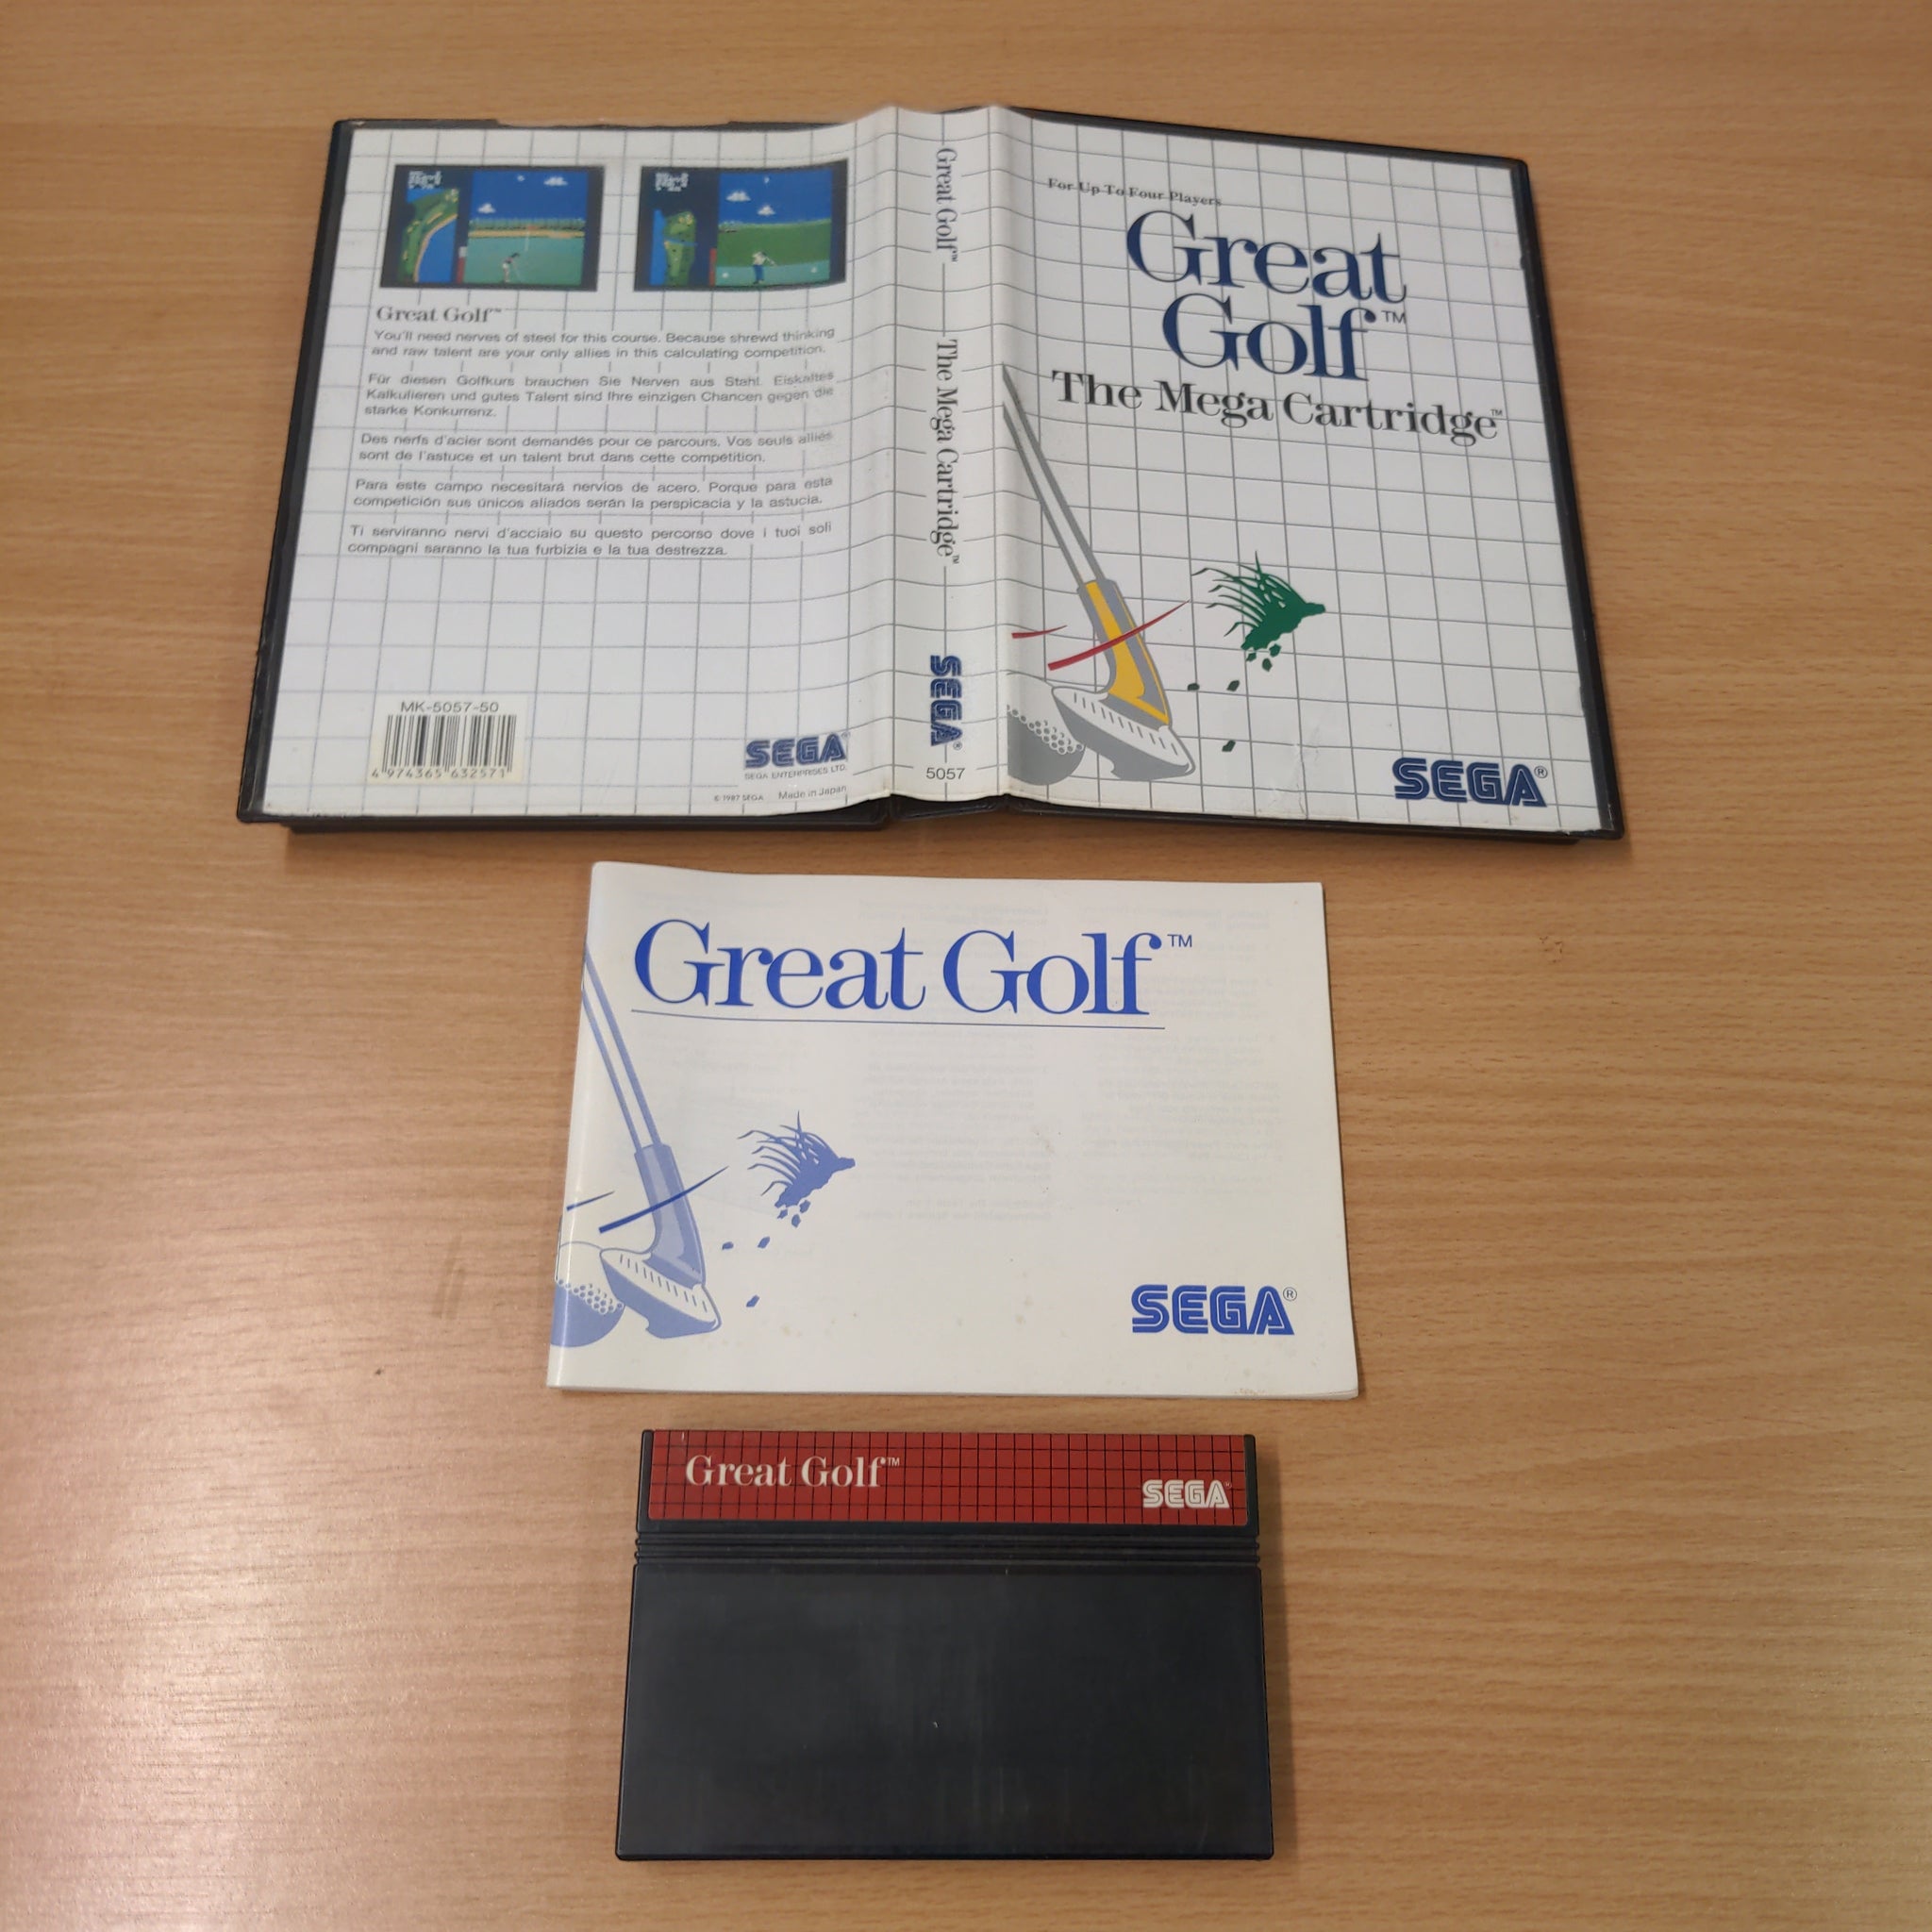 Great Golf™
You'll need nerves of steel for this course. Because shrewd thinking
and raw talent are your only allies in this calculating competition.
Für diesen Golfkurs brauchen Sie Nerven aus Stahl. Eiskaltes
Kalkulieren und gutes Talent sind Ihre einzigen Chancen gegen die
starke Konkurrenz.
Des nerfs d'acier sont demandés pour ce parcours. Vos seuls alliés
sont de l'astuce et un talent brut dans cette compétition.
Para este campo necesitará nervios de acero. Porque para esta
competición sus únicos aliados serán la perspicacia y la astucia.
Ti serviranno nervi d'acciaio su questo percorso dove i tuoi soli
compagni saranno la tua furbizia e la tua destrezza.
MK-5057-50
4 974365 632571
SEGA®
SEGA ENTERPRISES LTD.
© 1987 SEGA Made in Japan
Great Golf™
The Mega Cartridge™
SEGA®
5057
For Up To Four Players
Great
Golf™
The Mega Cartridge™
SEGA®
Great Golf™
SEGA®
Great Golf™
SEGA®